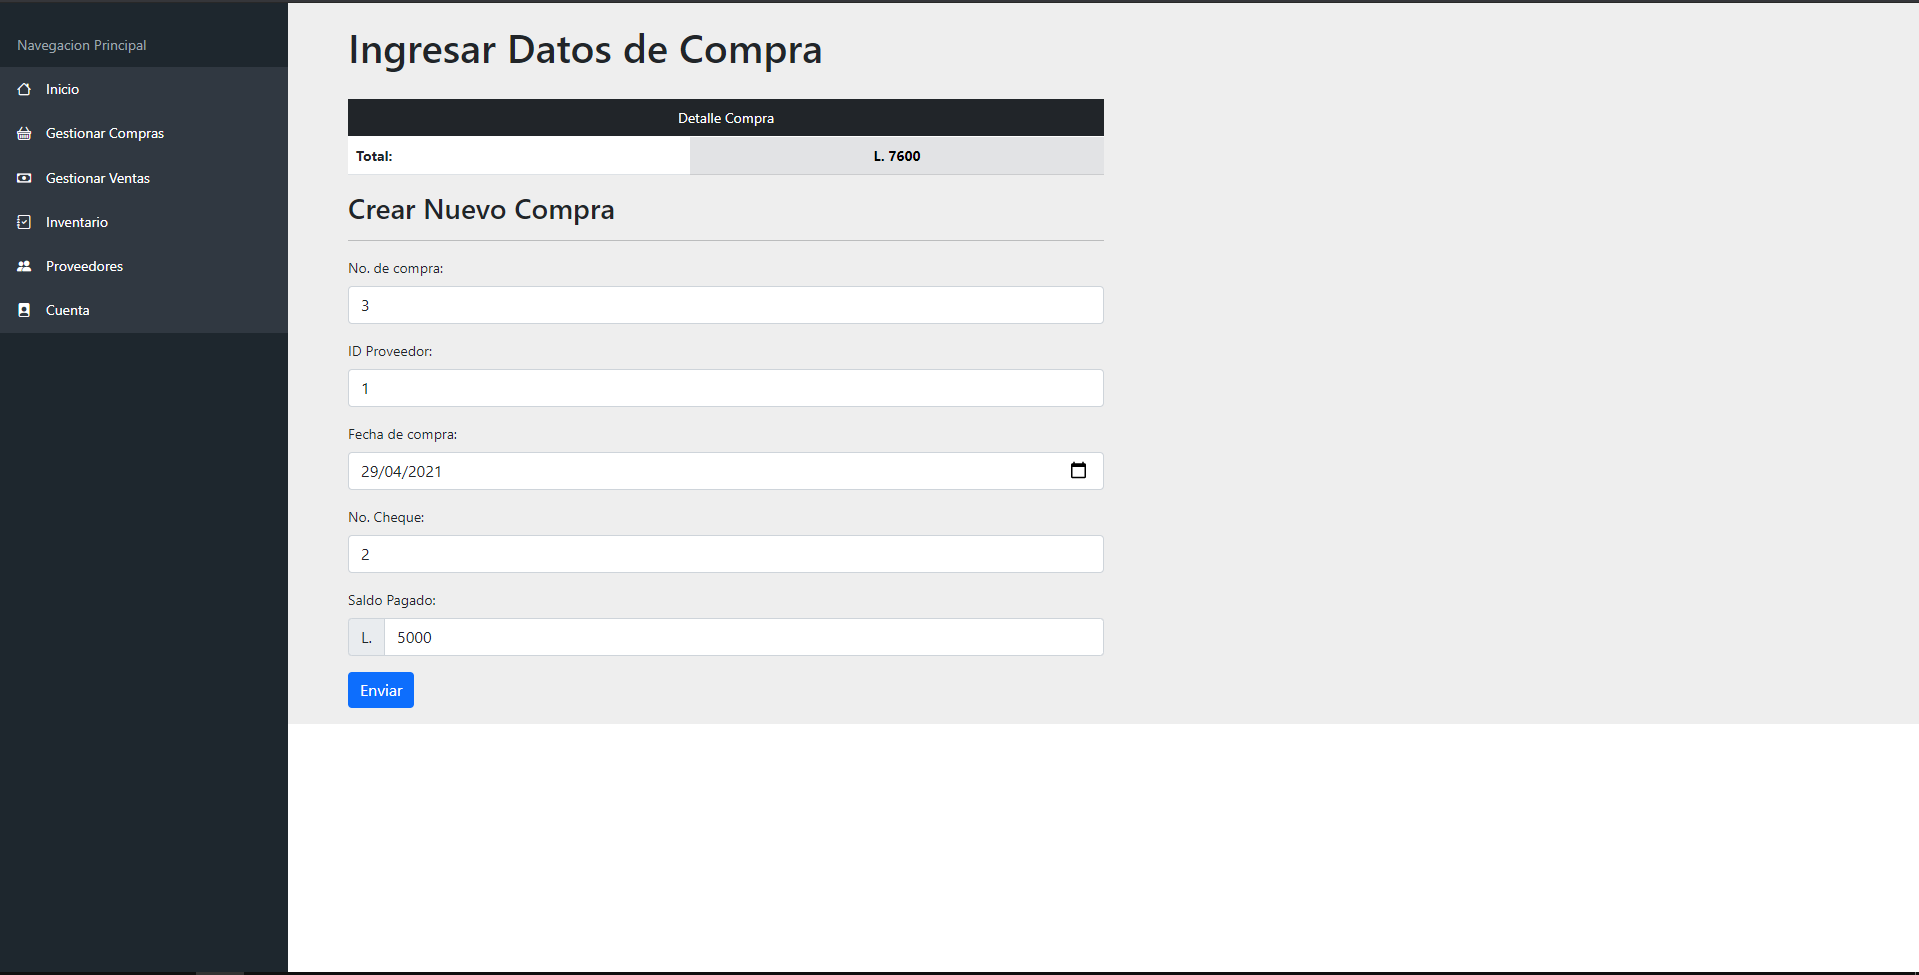 Navegacion Principal
Inicio
Gestionar Compras
Gestionar Ventas
Inventario
Proveedores
Cuenta
Ingresar Datos de Compra
Detalle Compra
Total: L. 7600
Crear Nuevo Compra
No. de compra:
3
ID Proveedor:
1
Fecha de compra:
29/04/2021
No. Cheque:
2
Saldo Pagado:
L. 5000
Enviar